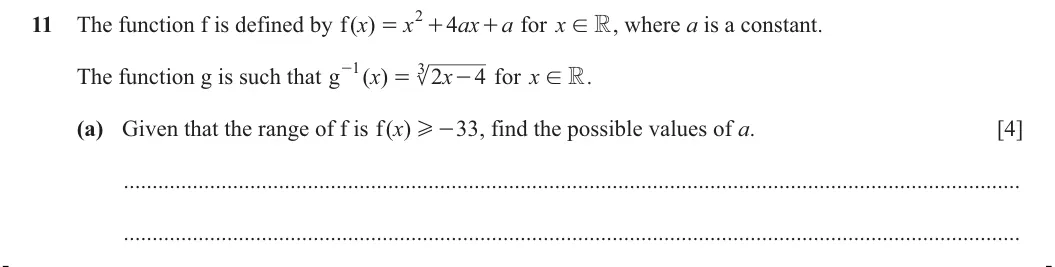 11 The function f is defined by f(x) = x² + 4ax + a for x ∈ ℝ, where a is a constant.
The function g is such that g⁻¹(x) = ∛(2x − 4) for x ∈ ℝ.
(a) Given that the range of f is f(x) ⩾ −33, find the possible values of a. [4]